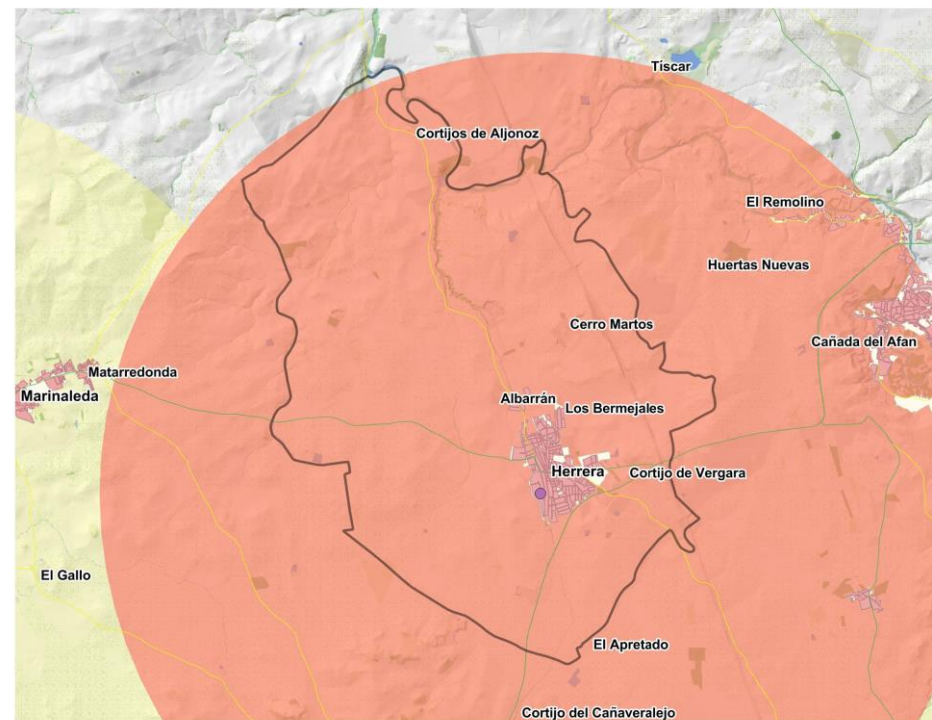 Tiscar
Cortijos de Aljonoz
El Remolino
Huertas Nuevas
Cerro Martos
Cañada del Afan
Matarredonda
Marinaleda
Albarrán
Los Bermejales
Herrera
Cortijo de Vergara
El Gallo
El Apretado
Cortijo del Cañaveralejo